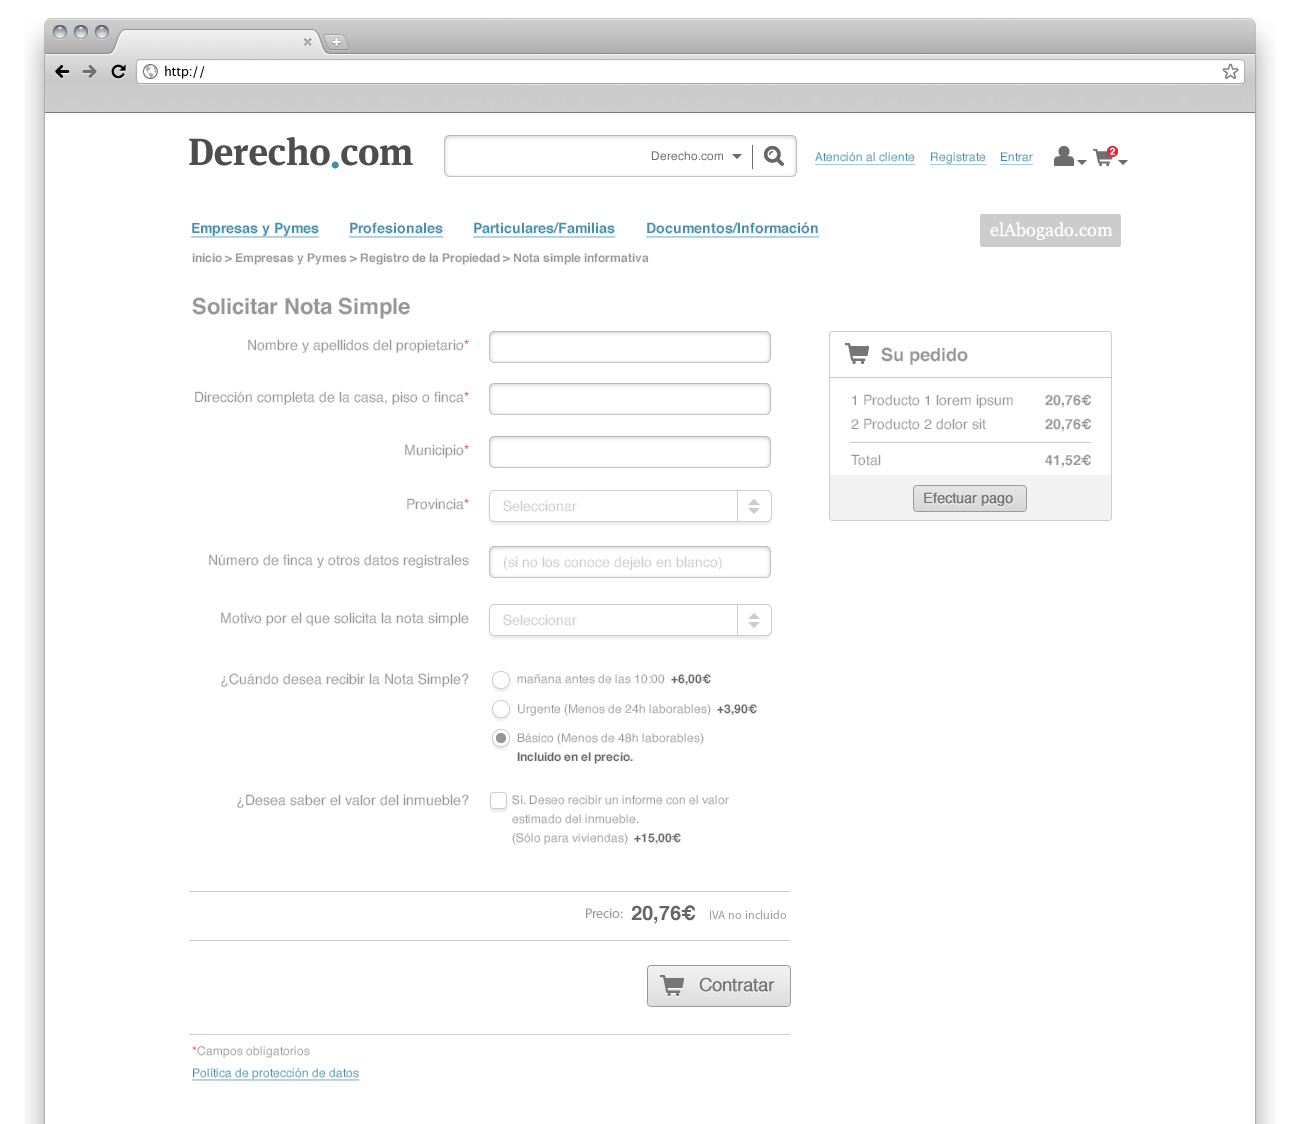 http://
Derecho.com
Derecho.com
Atención al cliente
Registrate
Entrar
2
Empresas y Pymes
Profesionales
Particulares/Familias
Documentos/Información
elAbogado.com
inicio > Empresas y Pymes > Registro de la Propiedad > Nota simple informativa
Solicitar Nota Simple
Nombre y apellidos del propietario*
Dirección completa de la casa, piso o finca*
Municipio*
Provincia*
Seleccionar
Número de finca y otros datos registrales
(si no los conoce dejelo en blanco)
Motivo por el que solicita la nota simple
Seleccionar
¿Cuándo desea recibir la Nota Simple?
mañana antes de las 10:00 +6,00€
Urgente (Menos de 24h laborables) +3,90€
Básico (Menos de 48h laborables)
Incluido en el precio.
¿Desea saber el valor del inmueble?
Si. Deseo recibir un informe con el valor
estimado del inmueble.
(Sólo para viviendas) +15,00€
Precio: 20,76€ IVA no incluido
Contratar
*Campos obligatorios
Política de protección de datos
Su pedido
1 Producto 1 lorem ipsum 20,76€
2 Producto 2 dolor sit 20,76€
Total 41,52€
Efectuar pago